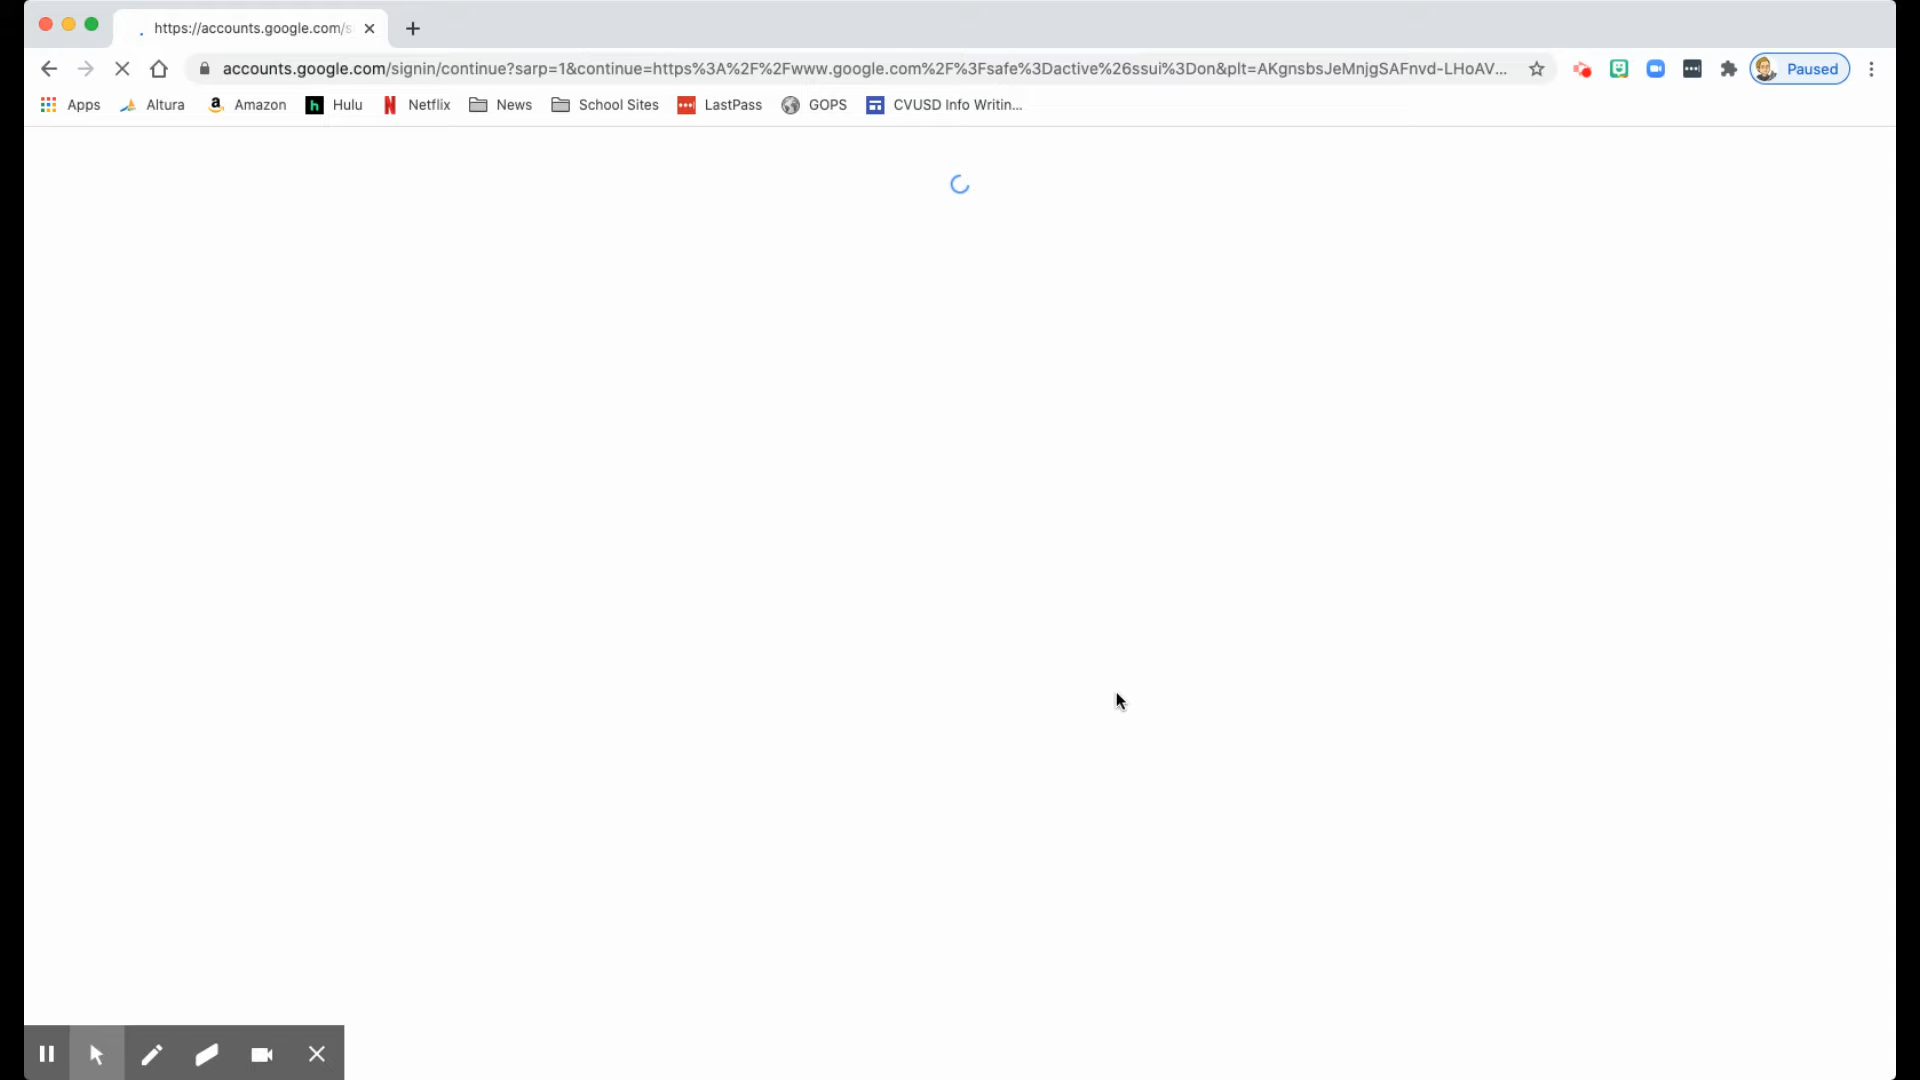 https://accounts.google.com/s
accounts.google.com/signin/continue?sarp=1&continue=https%3A%2F%2Fwww.google.com%2F%3Fsafe%3Dactive%26ssui%3Don&plt=AKgnsbsJeMnjgSAFnvd-LHoAV...
Paused
Apps Altura Amazon Hulu Netflix News School Sites LastPass GOPS CVUSD Info Writin...